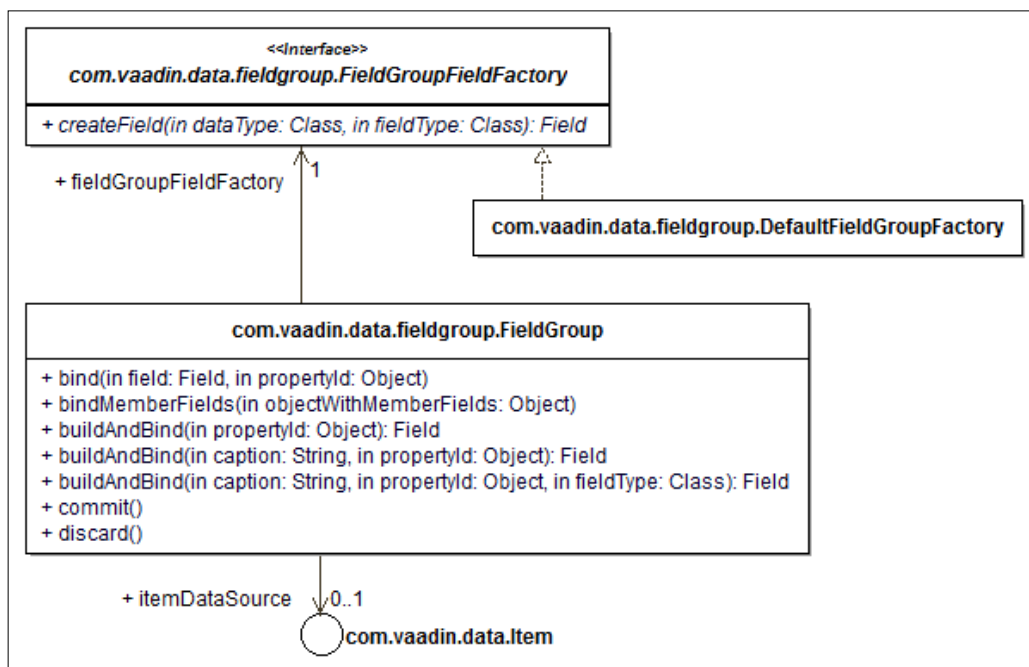 <<Interface>>
com.vaadin.data.fieldgroup.FieldGroupFieldFactory
+ createField(in dataType: Class, in fieldType: Class): Field
1
+ fieldGroupFieldFactory
com.vaadin.data.fieldgroup.DefaultFieldGroupFactory
com.vaadin.data.fieldgroup.FieldGroup
+ bind(in field: Field, in propertyId: Object)
+ bindMemberFields(in objectWithMemberFields: Object)
+ buildAndBind(in propertyId: Object): Field
+ buildAndBind(in caption: String, in propertyId: Object): Field
+ buildAndBind(in caption: String, in propertyId: Object, in fieldType: Class): Field
+ commit()
+ discard()
+ itemDataSource 0..1
com.vaadin.data.Item